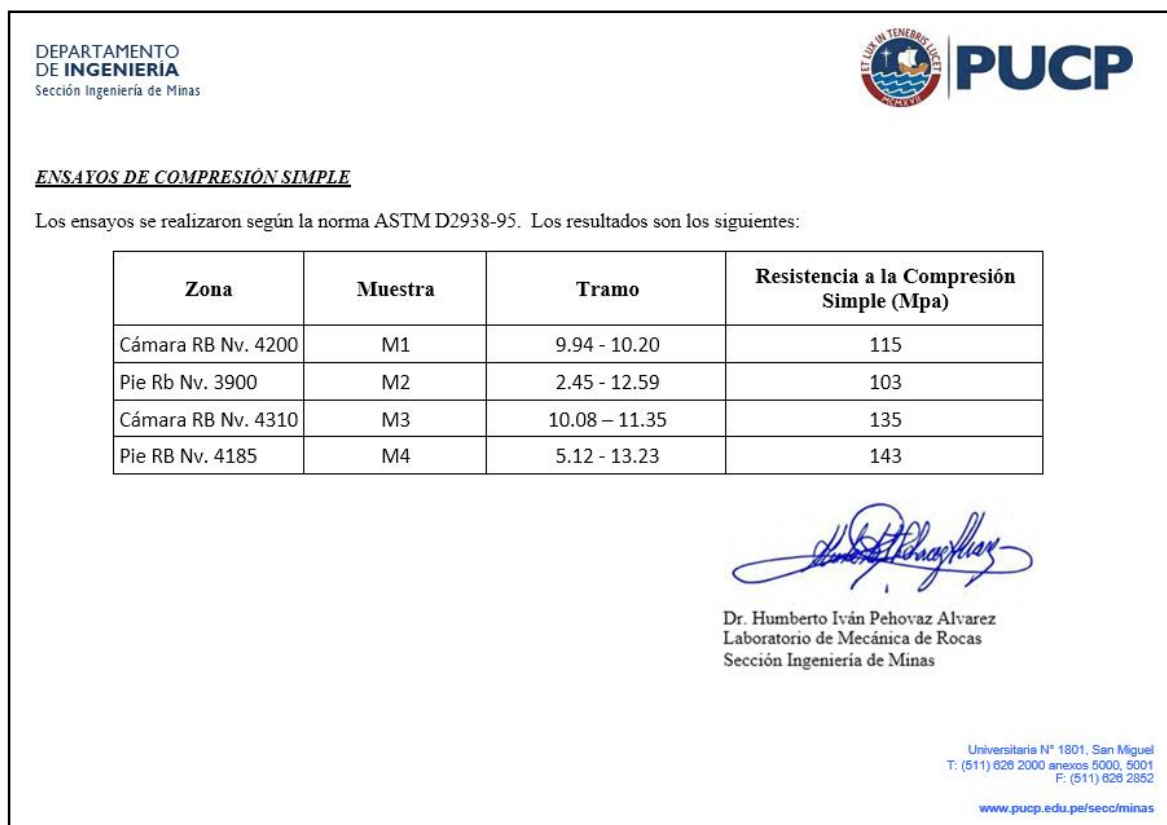 DEPARTAMENTO
DE INGENIERÍA
Sección Ingeniería de Minas
ET LUX IN TENEBRIS LUCET
MCMXVII
PUCP
ENSAYOS DE COMPRESIÓN SIMPLE
Los ensayos se realizaron según la norma ASTM D2938-95. Los resultados son los siguientes:
Zona Muestra Tramo Resistencia a la Compresión Simple (Mpa)
Cámara RB Nv. 4200 M1 9.94 - 10.20 115
Pie Rb Nv. 3900 M2 2.45 - 12.59 103
Cámara RB Nv. 4310 M3 10.08 – 11.35 135
Pie RB Nv. 4185 M4 5.12 - 13.23 143
Dr. Humberto Iván Pehovaz Alvarez
Laboratorio de Mecánica de Rocas
Sección Ingeniería de Minas
Universitaria N° 1801, San Miguel
T: (511) 626 2000 anexos 5000, 5001
F: (511) 626 2852
www.pucp.edu.pe/secc/minas